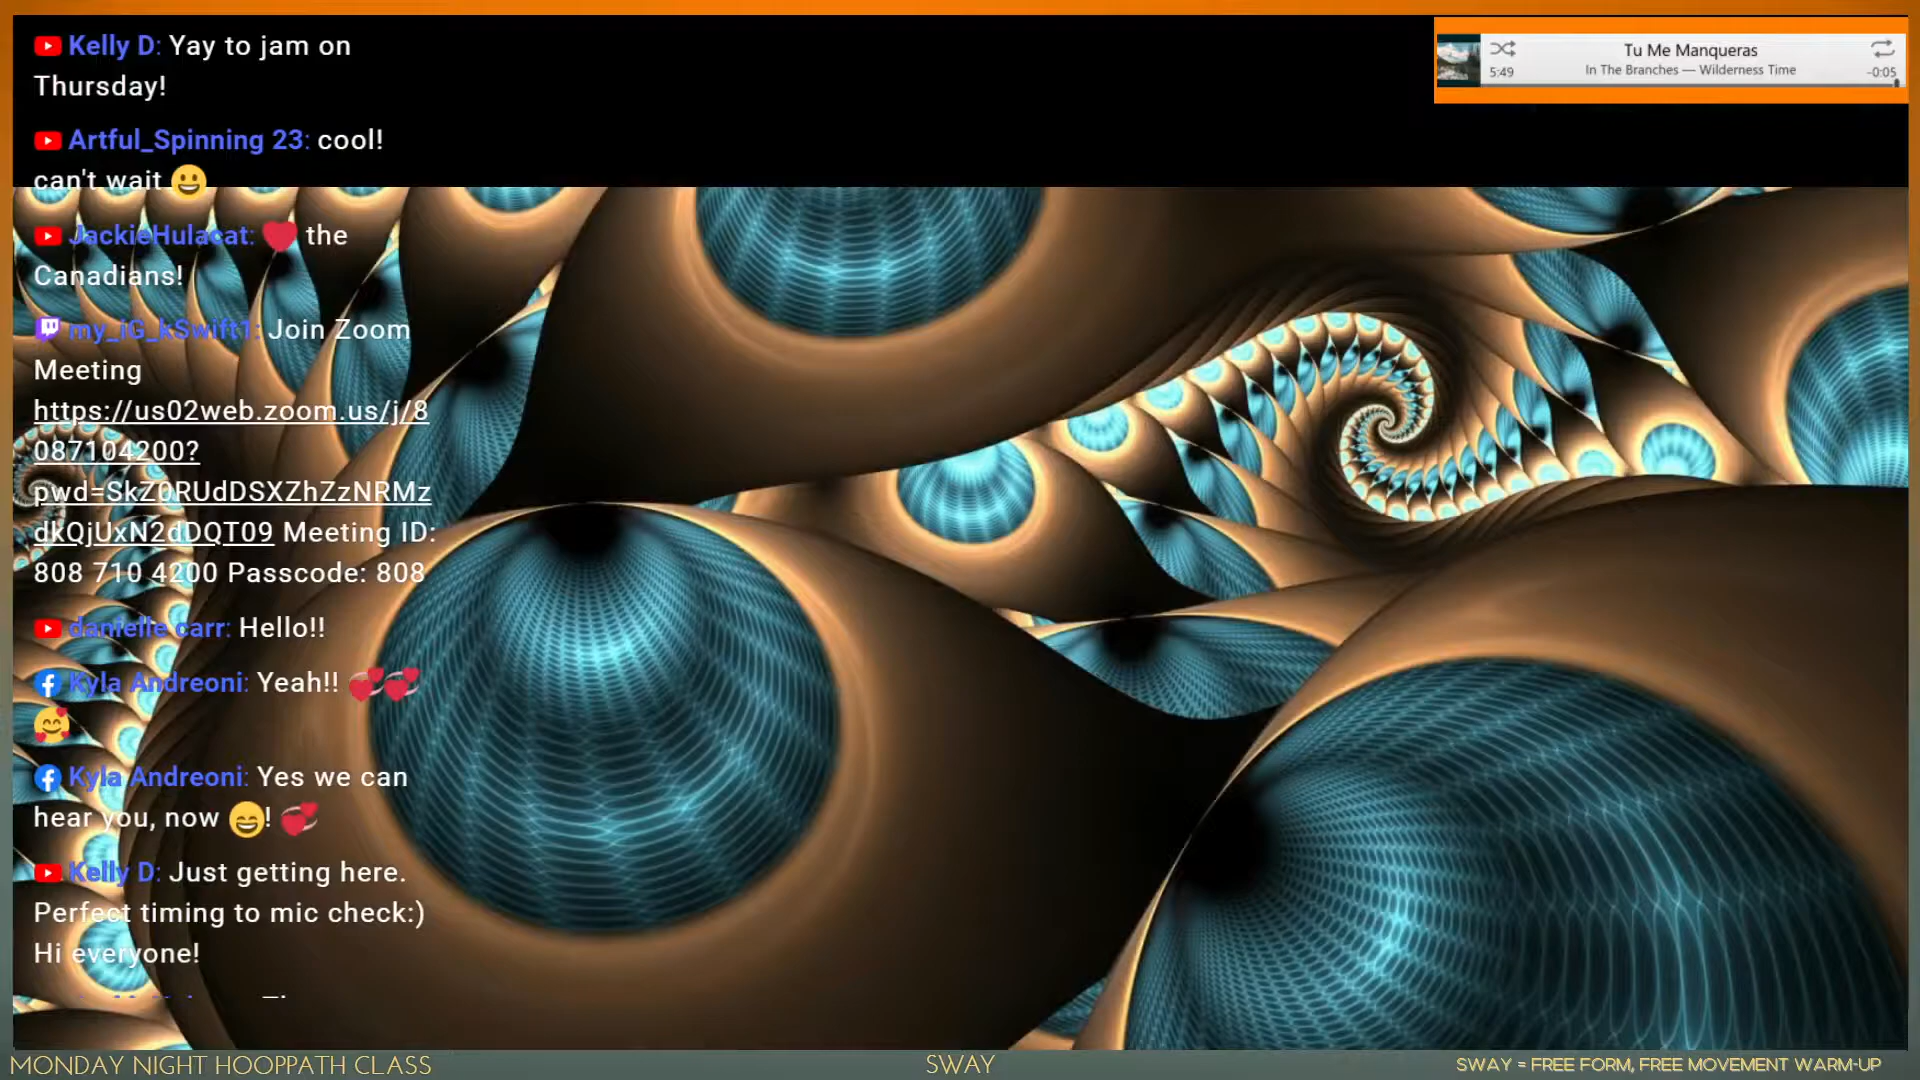 Kelly D: Yay to jam on
Thursday!
Artful_Spinning 23: cool!
can't wait 😀
JackieHulacat: ❤️ the
Canadians!
my_iG_kSwift1: Join Zoom
Meeting
https://us02web.zoom.us/j/8
087104200?
pwd=SkZ0RUdDSXZhZzNRMz
dkQjUxN2dDQT09 Meeting ID:
808 710 4200 Passcode: 808
danielle carr: Hello!!
Kyla Andreoni: Yeah!! 💞💞
🥰
Kyla Andreoni: Yes we can
hear you, now 😄! 💞
Kelly D: Just getting here.
Perfect timing to mic check:)
Hi everyone!
Tu Me Manqueras
In The Branches — Wilderness Time
5:49
-0:05
MONDAY NIGHT HOOPPATH CLASS
SWAY
SWAY = FREE FORM, FREE MOVEMENT WARM-UP